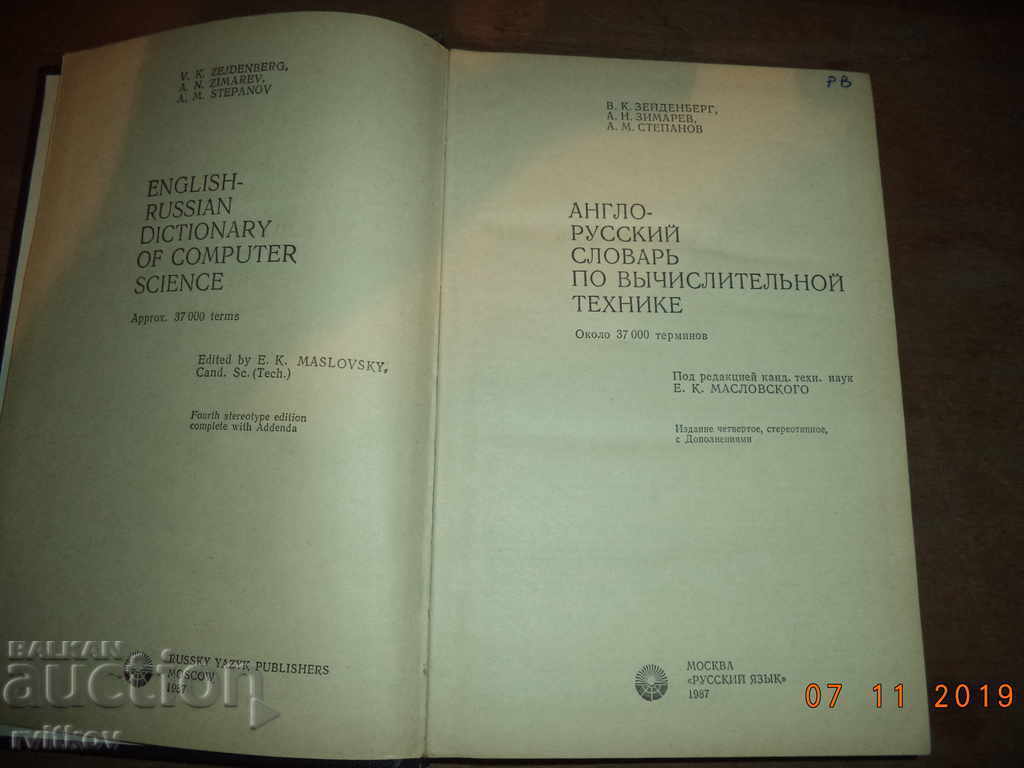 V. K. ZEJDENBERG,
A. N. ZIMAREV,
A. M. STEPANOV
ENGLISH-
RUSSIAN
DICTIONARY
OF COMPUTER
SCIENCE
Approx. 37 000 terms
Edited by E. K. MASLOVSKY,
Cand. Sc. (Tech.)
Fourth stereotype edition
complete with Addenda
RUSSKY YAZYK PUBLISHERS
MOSCOW
1987
РВ
В. К. ЗЕЙДЕНБЕРГ,
А. Н. ЗИМАРЕВ,
А. М. СТЕПАНОВ
АНГЛО-
РУССКИЙ
СЛОВАРЬ
ПО ВЫЧИСЛИТЕЛЬНОЙ
ТЕХНИКЕ
Около 37 000 терминов
Под редакцией канд. техн. наук
Е. К. МАСЛОВСКОГО
Издание четвертое, стереотипное,
с Дополнениями
МОСКВА
«РУССКИЙ ЯЗЫК»
1987
BALKAN
auction
rvitkov
07 11 2019